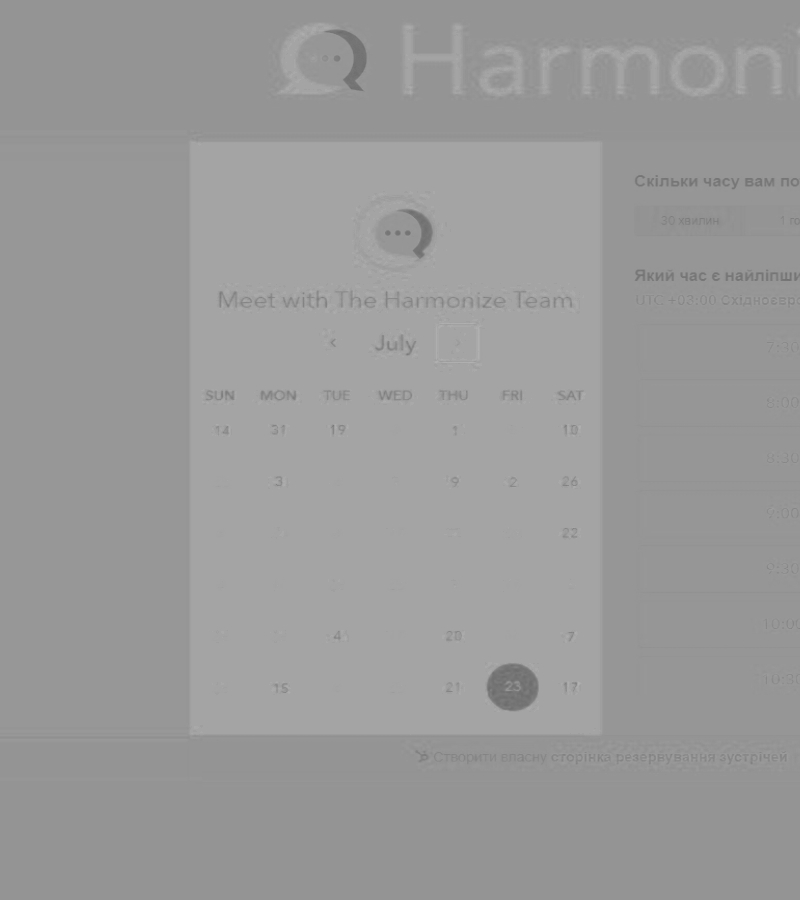 Harmoni
Скільки часу вам по
30 хвилин 1 го
Meet with The Harmonize Team
Який час є найліпши
UTC +03:00 Східноєвро
‹ July ›
7:30
SUN MON TUE WED THU FRI SAT
8:00
14 31 19 1 18
8:30
3 9 2 26
9:00
22
9:30
10:00
4 28 7
10:30
15 21 23 17
Створити власну сторінка резервування зустрічей